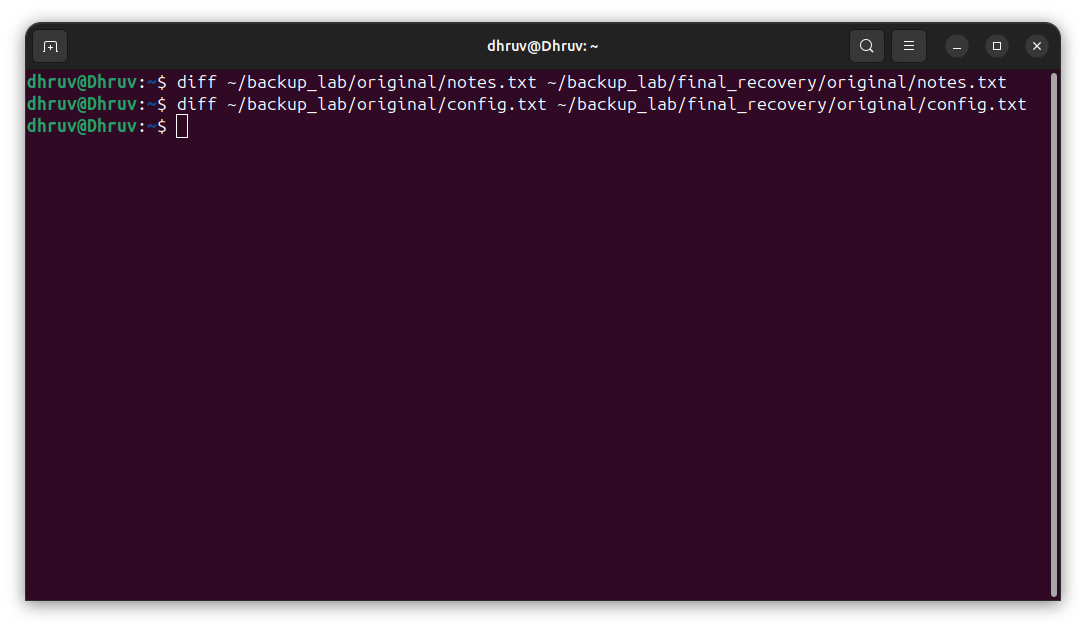 dhruv@Dhruv: ~
dhruv@Dhruv:~$ diff ~/backup_lab/original/notes.txt ~/backup_lab/final_recovery/original/notes.txt
dhruv@Dhruv:~$ diff ~/backup_lab/original/config.txt ~/backup_lab/final_recovery/original/config.txt
dhruv@Dhruv:~$